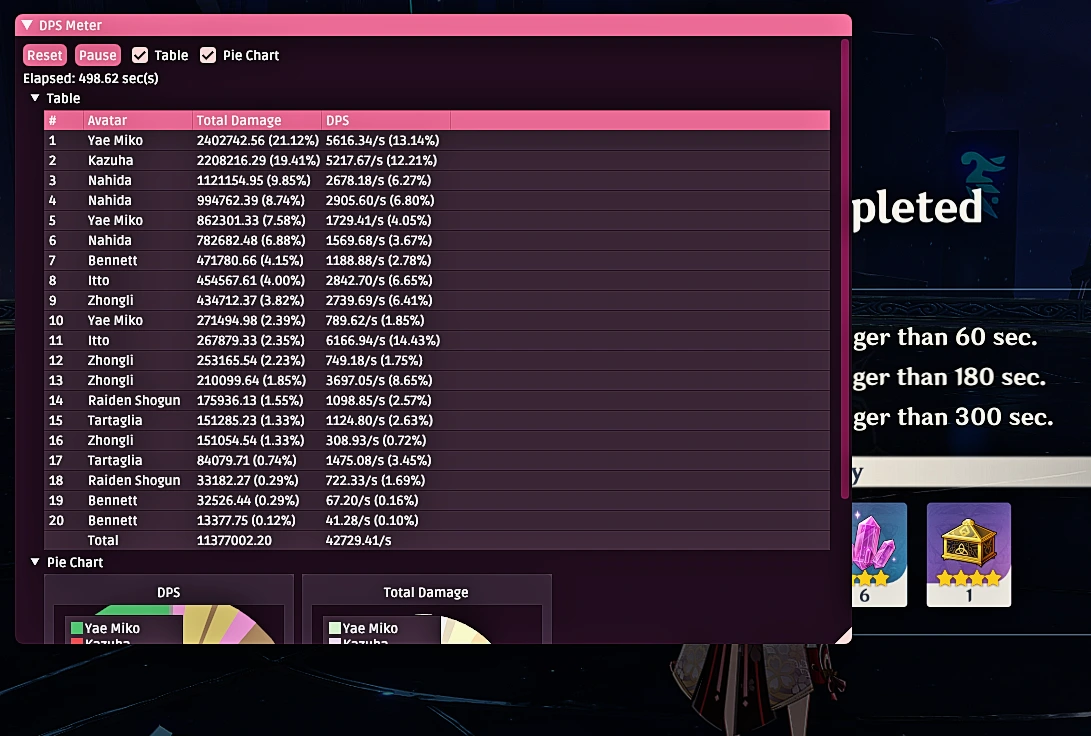 DPS Meter
Reset Pause Table Pie Chart
Elapsed: 498.62 sec(s)
Table
# Avatar Total Damage DPS
1 Yae Miko 2402742.56 (21.12%) 5616.34/s (13.14%)
2 Kazuha 2208216.29 (19.41%) 5217.67/s (12.21%)
3 Nahida 1121154.95 (9.85%) 2678.18/s (6.27%)
4 Nahida 994762.39 (8.74%) 2905.60/s (6.80%)
5 Yae Miko 862301.33 (7.58%) 1729.41/s (4.05%)
6 Nahida 782682.48 (6.88%) 1569.68/s (3.67%)
7 Bennett 471780.66 (4.15%) 1188.88/s (2.78%)
8 Itto 454567.61 (4.00%) 2842.70/s (6.65%)
9 Zhongli 434712.37 (3.82%) 2739.69/s (6.41%)
10 Yae Miko 271494.98 (2.39%) 789.62/s (1.85%)
11 Itto 267879.33 (2.35%) 6166.94/s (14.43%)
12 Zhongli 253165.54 (2.23%) 749.18/s (1.75%)
13 Zhongli 210099.64 (1.85%) 3697.05/s (8.65%)
14 Raiden Shogun 175936.13 (1.55%) 1098.85/s (2.57%)
15 Tartaglia 151285.23 (1.33%) 1124.80/s (2.63%)
16 Zhongli 151054.54 (1.33%) 308.93/s (0.72%)
17 Tartaglia 84079.71 (0.74%) 1475.08/s (3.45%)
18 Raiden Shogun 33182.27 (0.29%) 722.33/s (1.69%)
19 Bennett 32526.44 (0.29%) 67.20/s (0.16%)
20 Bennett 13377.75 (0.12%) 41.28/s (0.10%)
Total 11377002.20 42729.41/s
Pie Chart
DPS
Yae Miko
Kazuha
Total Damage
Yae Miko
Kazuha
pleted
ger than 60 sec.
ger than 180 sec.
ger than 300 sec.
y
6
1